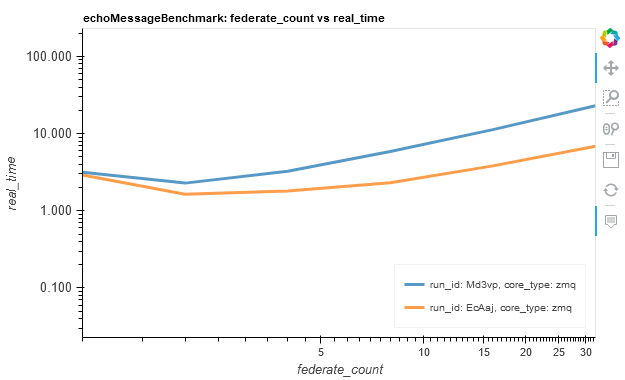 echoMessageBenchmark: federate_count vs real_time
100.000
10.000
1.000
0.100
real_time
run_id: Md3vp, core_type: zmq
run_id: EcAaj, core_type: zmq
5
10
15
20
25
30
federate_count